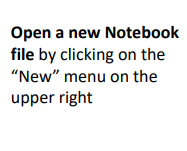 Open a new Notebook
file by clicking on the
“New” menu on the
upper right